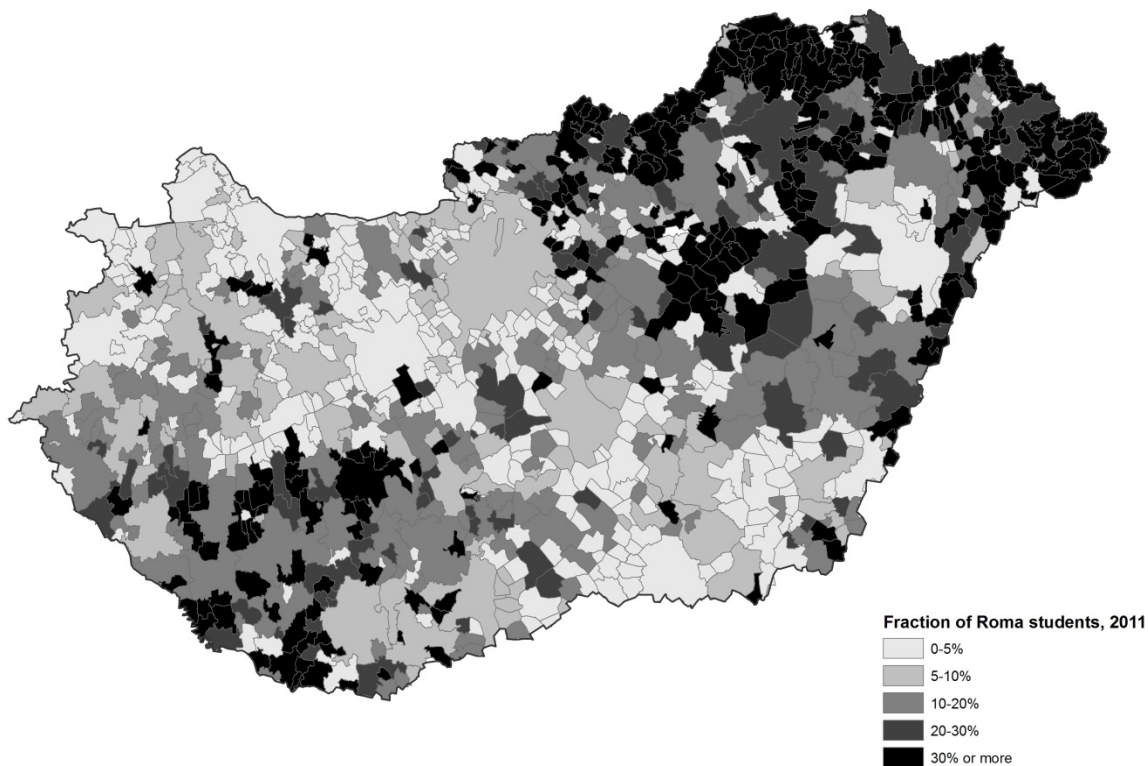 Fraction of Roma students, 2011
0-5%
5-10%
10-20%
20-30%
30% or more